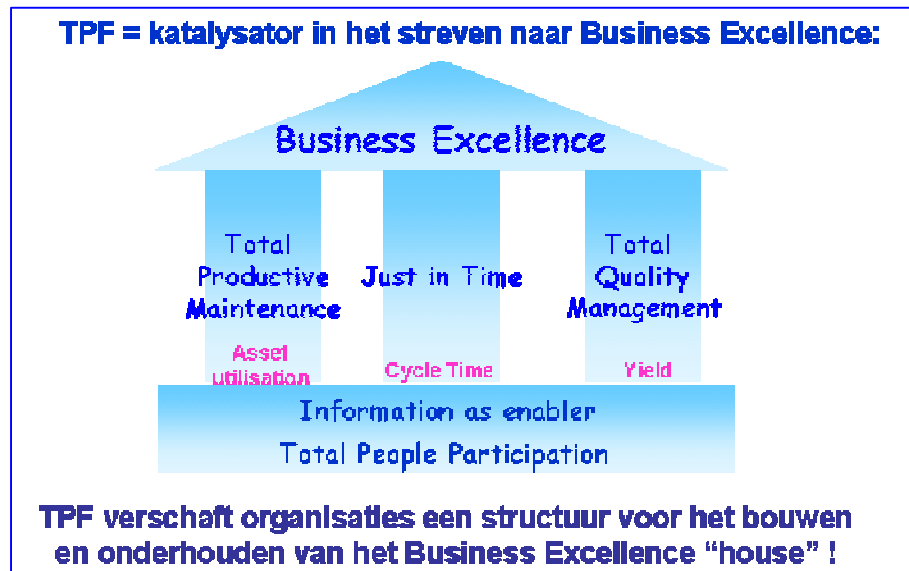 TPF = katalysator in het streven naar Business Excellence:
Business Excellence
Total
Productive
Maintenance
Asset
utilisation
Just in Time
Cycle Time
Total
Quality
Management
Yield
Information as enabler
Total People Participation
TPF verschaft organisaties een structuur voor het bouwen
en onderhouden van het Business Excellence “house” !